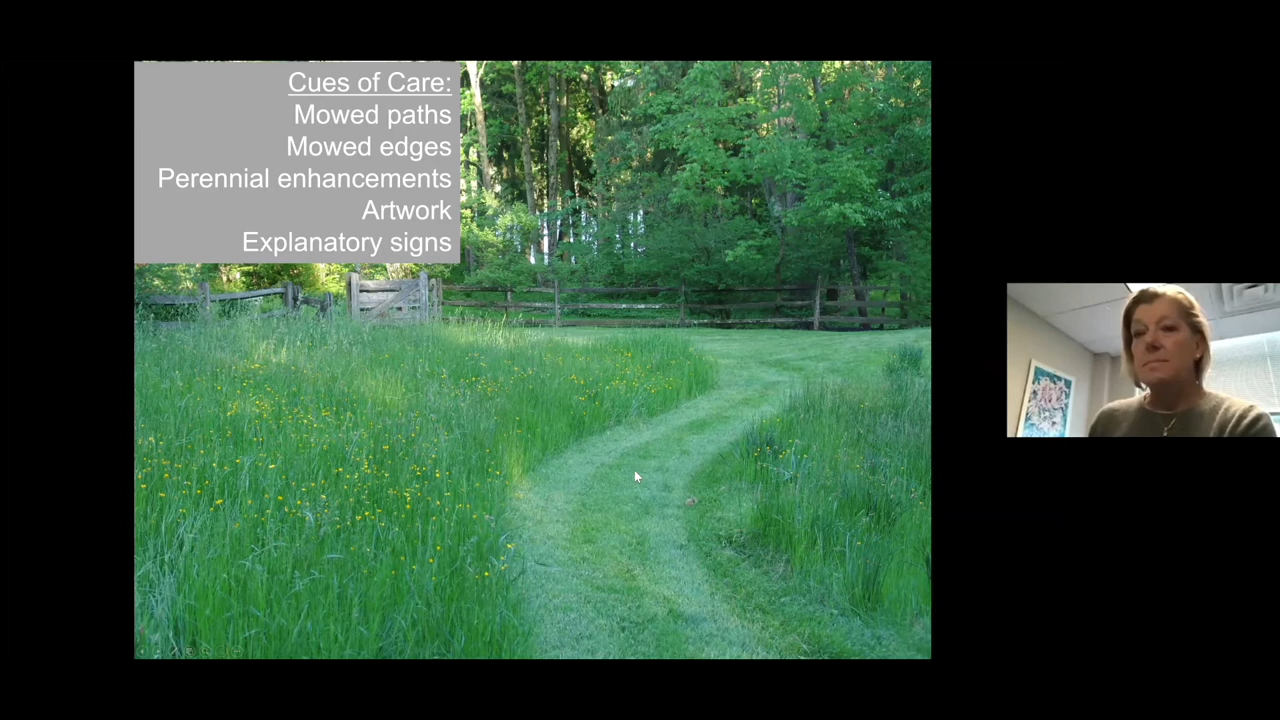 Cues of Care:
Mowed paths
Mowed edges
Perennial enhancements
Artwork
Explanatory signs